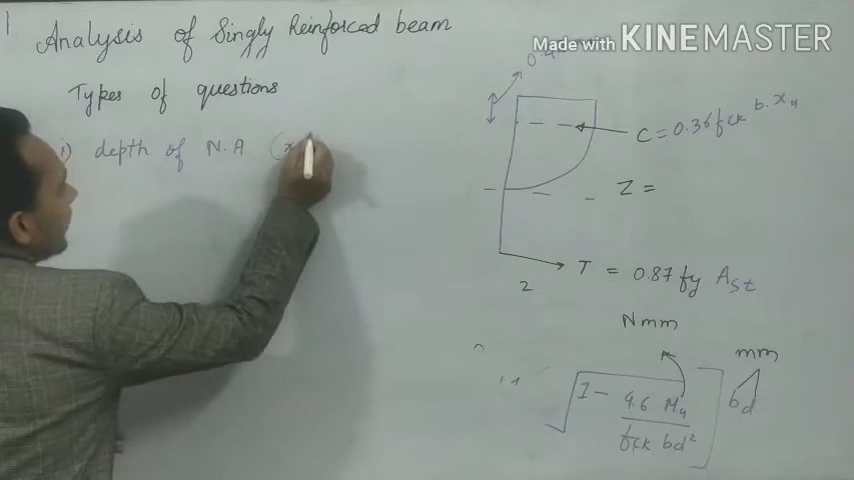 Analysis of Singly Reinforced beam
Types of questions
i) depth of N.A (x
Made with KINEMASTER
0.4
C = 0.36 fck b. xu
Z =
T = 0.87 fy Ast
2
Nmm
mm
1 - 4.6 Mu
fck bd²
bd